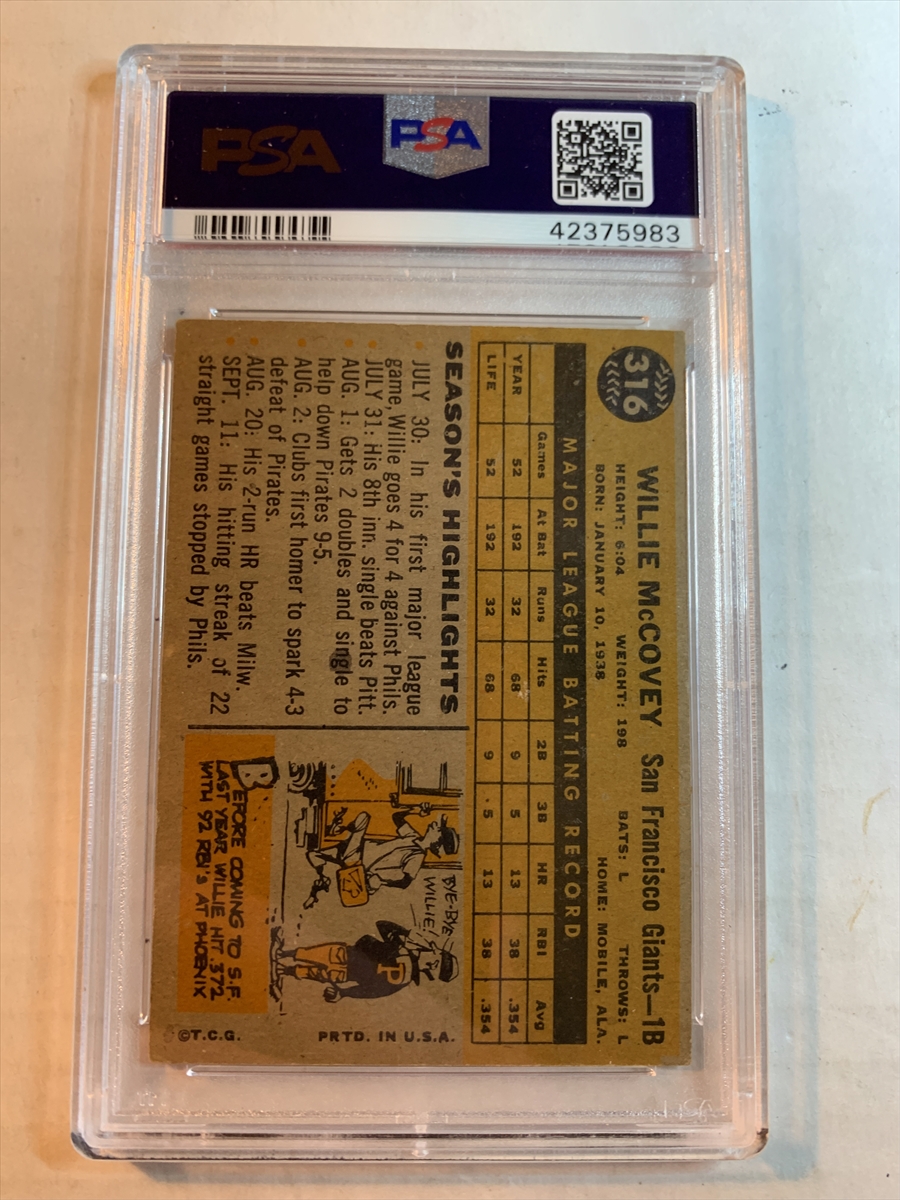 PSA
PSA
42375983
316
WILLIE McCOVEY San Francisco Giants—1B
HEIGHT: 6:04 WEIGHT: 198 BATS: L THROWS: L
BORN: JANUARY 10, 1938 HOME: MOBILE, ALA.
MAJOR LEAGUE BATTING RECORD
Games At Bat Runs Hits 2B 3B HR RBI Avg
YEAR 52 192 32 68 9 5 13 38 .354
LIFE 52 192 32 68 9 5 13 38 .354
SEASON'S HIGHLIGHTS
• JULY 30: In his first major league
game, Willie goes 4 for 4 against Phils.
• JULY 31: His 8th inn. single beats Pitt.
• AUG. 1: Gets 2 doubles and single to
help down Pirates 9-5.
• AUG. 2: Clubs first homer to spark 4-3
defeat of Pirates.
• AUG. 20: His 2-run HR beats Milw.
• SEPT. 11: His hitting streak of 22
straight games stopped by Phils.
BYE-BYE
WILLIE!
P
BEFORE COMING TO S.F.
LAST YEAR WILLIE HIT .372
WITH 92 RBI'S AT PHOENIX
©T.C.G. PRTD. IN U.S.A.